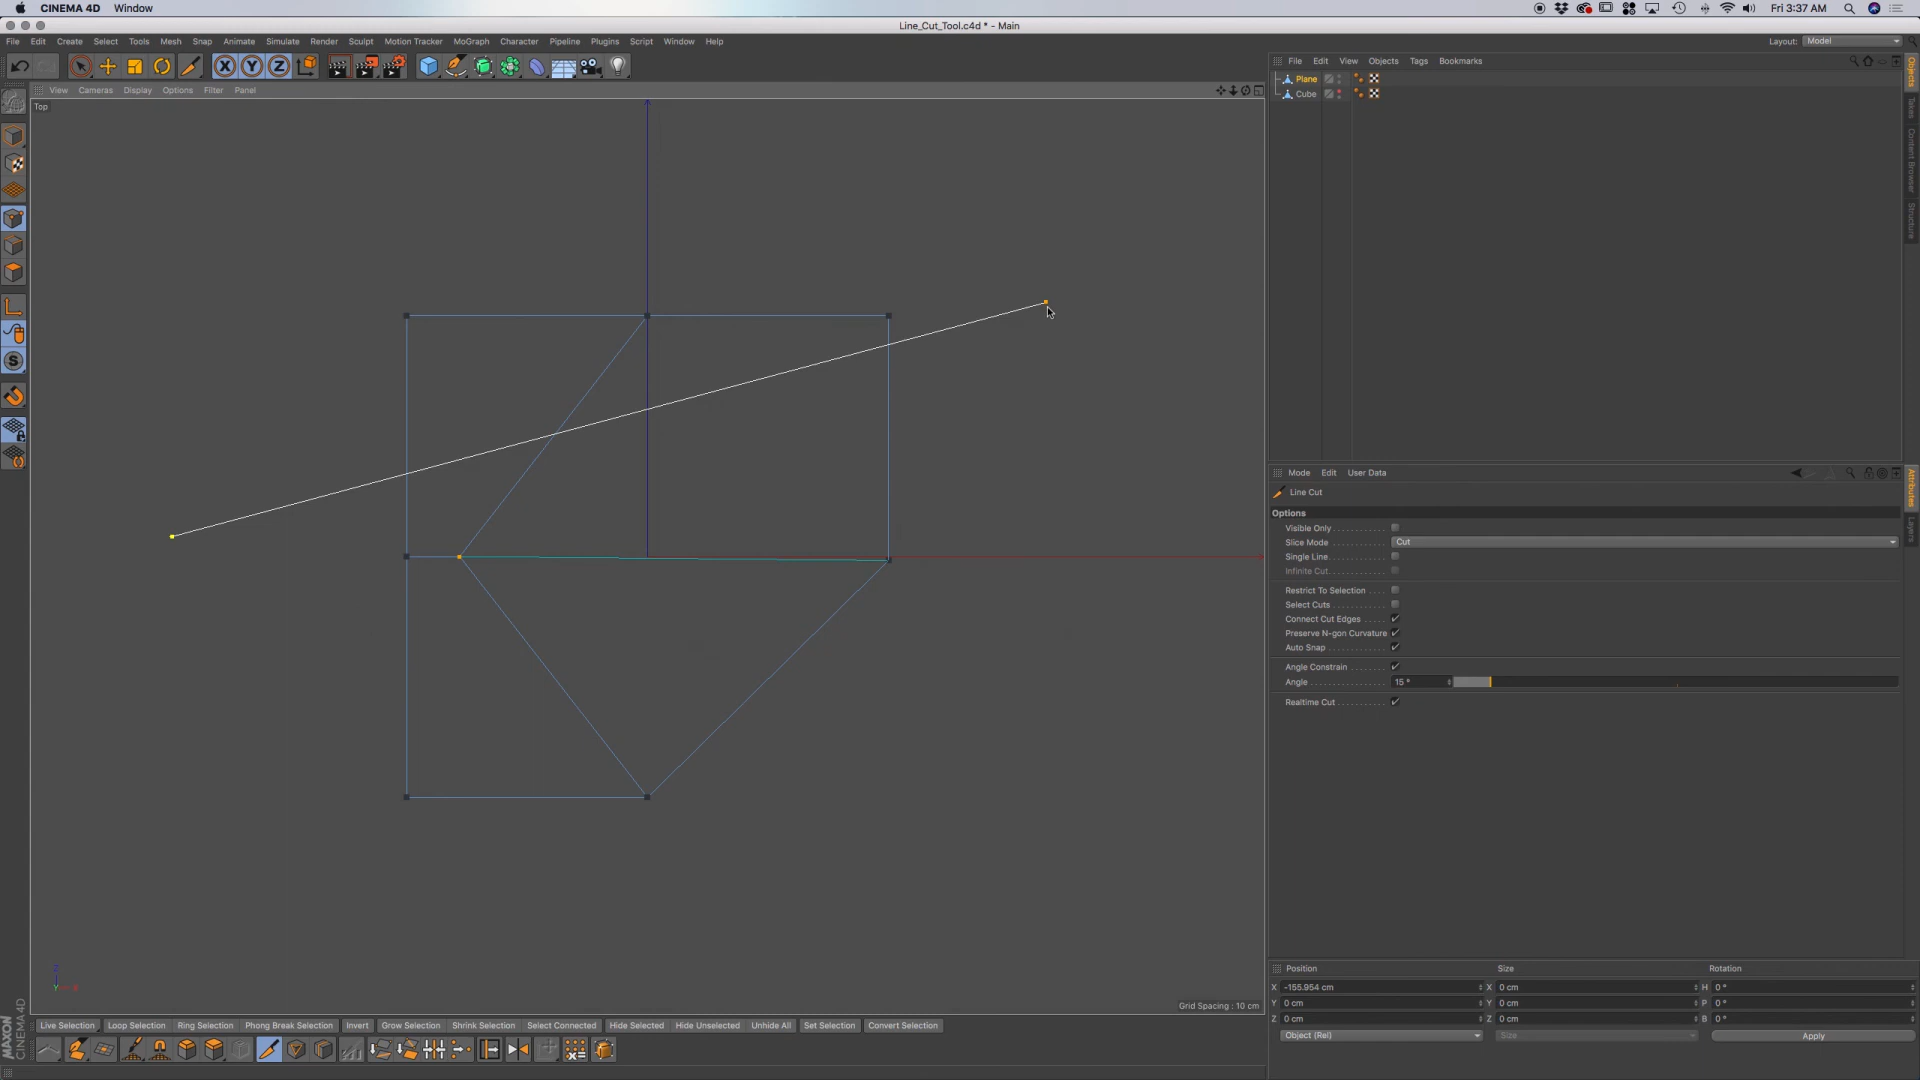 CINEMA 4D Window Fri 3:37 AM
Line_Cut_Tool.c4d * - Main
File Edit Create Select Tools Mesh Snap Animate Simulate Render Sculpt Motion Tracker MoGraph Character Pipeline Plugins Script Window Help Layout: Model
X Y Z
File Edit View Objects Tags Bookmarks
View Cameras Display Options Filter Panel
Top
Plane
Cube
Objects
Takes
Content Browser
Structure
S
Mode Edit User Data
Line Cut
Options
Visible Only
Slice Mode Cut
Single Line
Infinite Cut
Restrict To Selection
Select Cuts
Connect Cut Edges
Preserve N-gon Curvature
Auto Snap
Angle Constrain
Angle 15 °
Realtime Cut
Attributes
Layers
Position Size Rotation
X -155.954 cm X 0 cm H 0 °
Y 0 cm Y 0 cm P 0 °
Z 0 cm Z 0 cm B 0 °
Object (Rel) Size Apply
Z
Y X
Grid Spacing : 10 cm
Live Selection Loop Selection Ring Selection Phong Break Selection Invert Grow Selection Shrink Selection Select Connected Hide Selected Hide Unselected Unhide All Set Selection Convert Selection
MAXON
CINEMA 4D